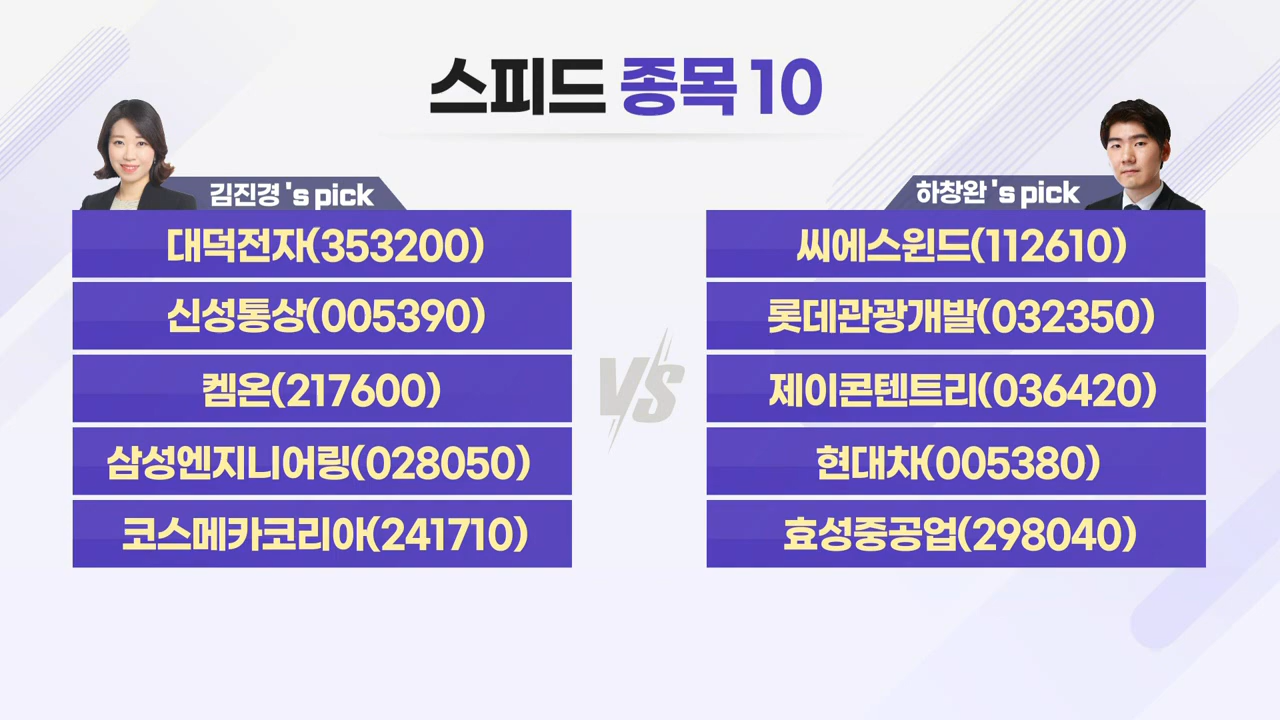 스피드 종목 10
김진경 's pick
대덕전자(353200)
신성통상(005390)
켐온(217600)
삼성엔지니어링(028050)
코스메카코리아(241710)
VS
하창완 's pick
씨에스윈드(112610)
롯데관광개발(032350)
제이콘텐트리(036420)
현대차(005380)
효성중공업(298040)